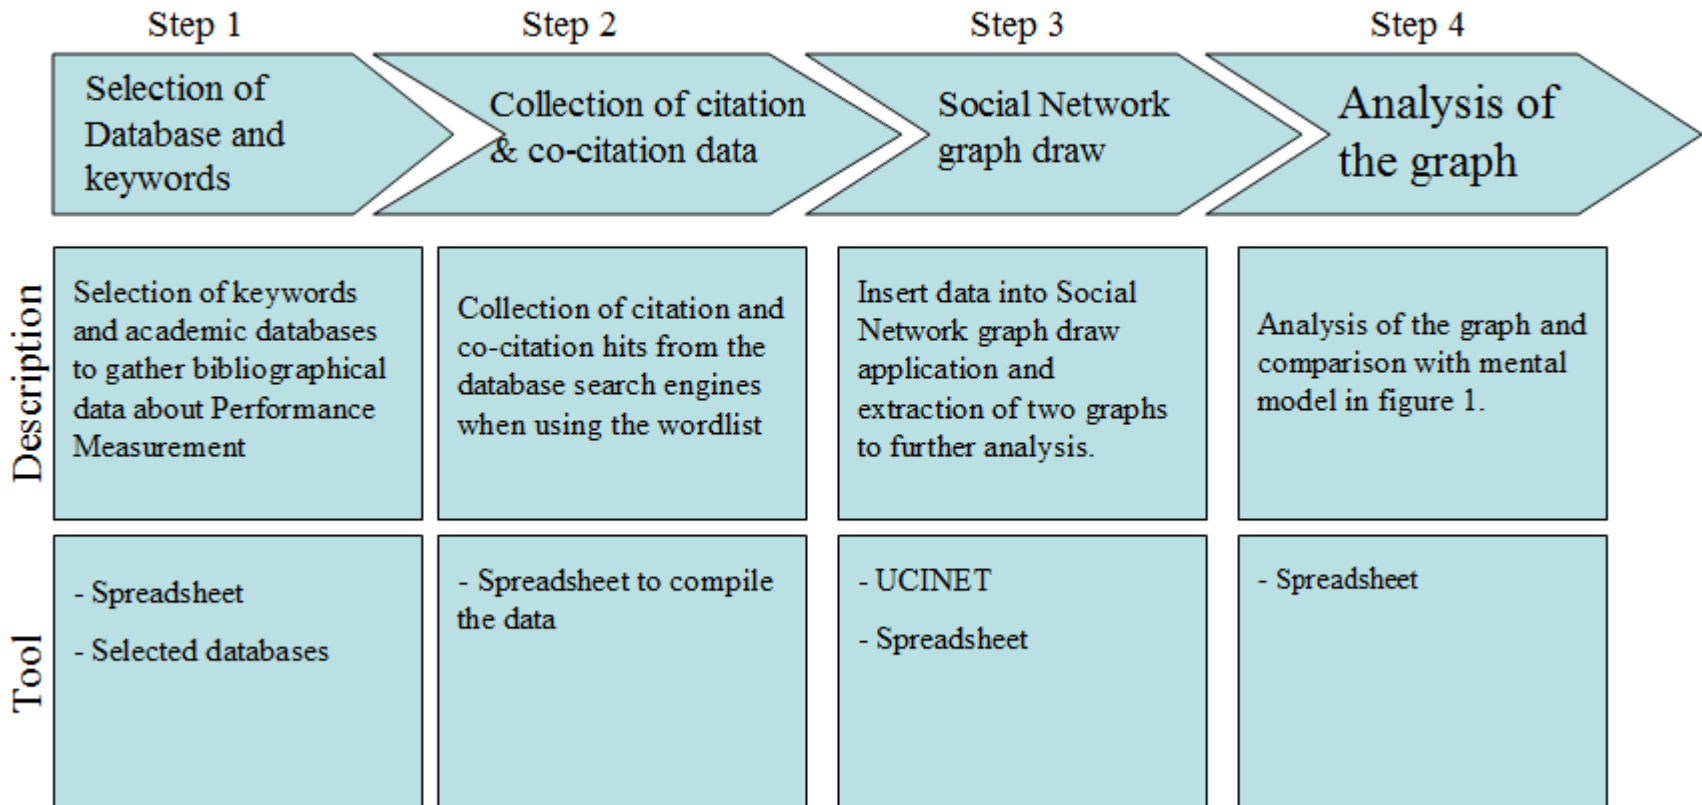 Step 1
Step 2
Step 3
Step 4
Selection of
Database and
keywords
Collection of citation
& co-citation data
Social Network
graph draw
Analysis of
the graph
Description
Selection of keywords
and academic databases
to gather bibliographical
data about Performance
Measurement
Collection of citation and
co-citation hits from the
database search engines
when using the wordlist
Insert data into Social
Network graph draw
application and
extraction of two graphs
to further analysis.
Analysis of the graph and
comparison with mental
model in figure 1.
Tool
- Spreadsheet
- Selected databases
- Spreadsheet to compile
the data
- UCINET
- Spreadsheet
- Spreadsheet